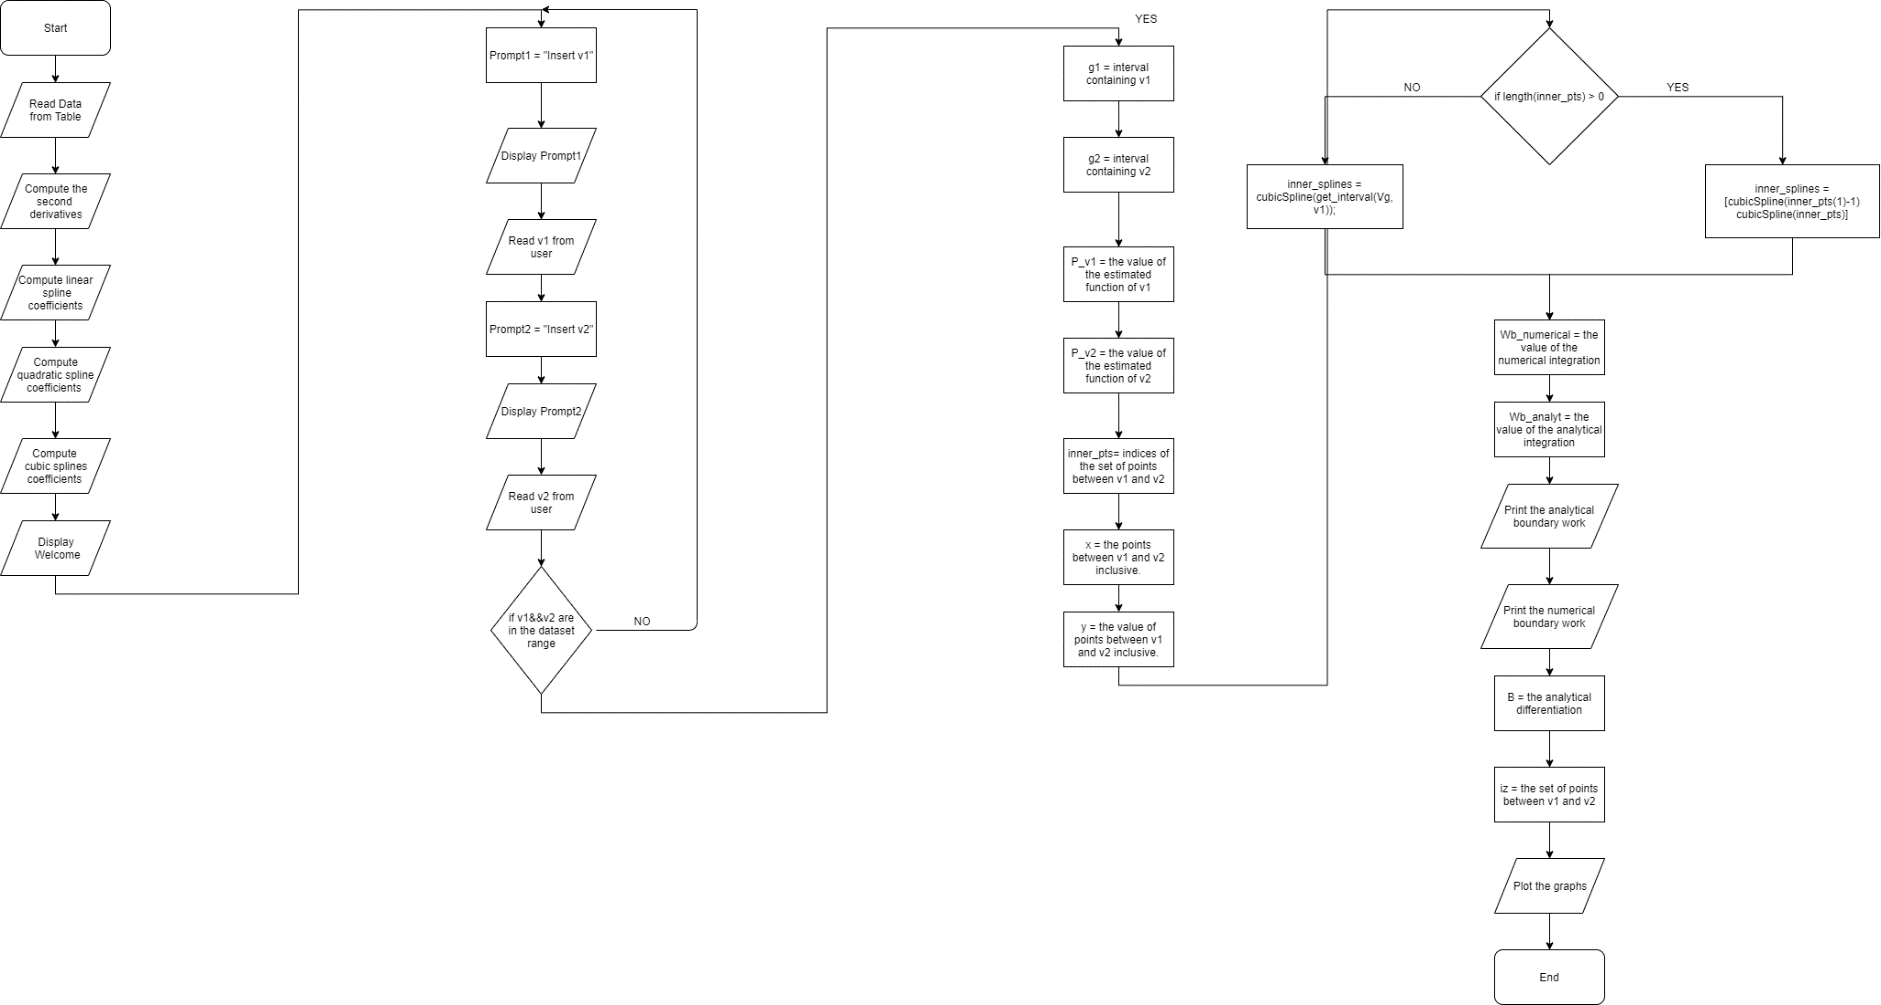 Start
Read Data
from Table
Compute the
second
derivatives
Compute linear
spline
coefficients
Compute
quadratic spline
coefficients
Compute
cubic splines
coefficients
Display
Welcome
Prompt1 = "Insert v1"
Display Prompt1
Read v1 from
user
Prompt2 = "Insert v2"
Display Prompt2
Read v2 from
user
if v1&&v2 are
in the dataset
range
NO
YES
g1 = interval
containing v1
g2 = interval
containing v2
P_v1 = the value of
the estimated
function of v1
P_v2 = the value of
the estimated
function of v2
inner_pts= indices of
the set of points
between v1 and v2
x = the points
between v1 and v2
inclusive.
y = the value of
points between v1
and v2 inclusive.
if length(inner_pts) > 0
NO
YES
inner_splines =
cubicSpline(get_interval(Vg,
v1));
inner_splines =
[cubicSpline(inner_pts(1)-1)
cubicSpline(inner_pts)]
Wb_numerical = the
value of the
numerical integration
Wb_analyt = the
value of the analytical
integration
Print the analytical
boundary work
Print the numerical
boundary work
B = the analytical
differentiation
iz = the set of points
between v1 and v2
Plot the graphs
End